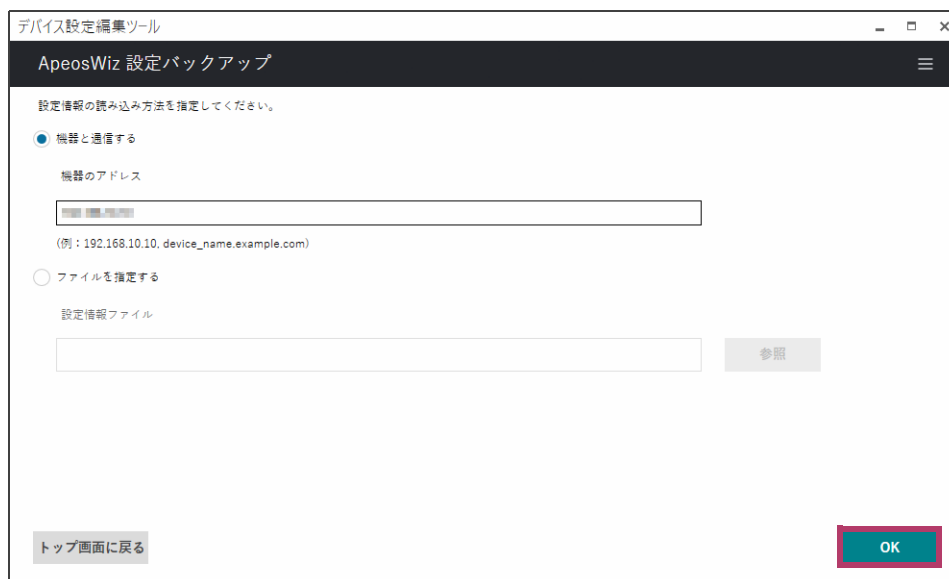 デバイス設定編集ツール
ApeosWiz 設定バックアップ
設定情報の読み込み方法を指定してください。
機器と通信する
機器のアドレス
(例：192.168.10.10, device_name.example.com)
ファイルを指定する
設定情報ファイル
参照
トップ画面に戻る
OK